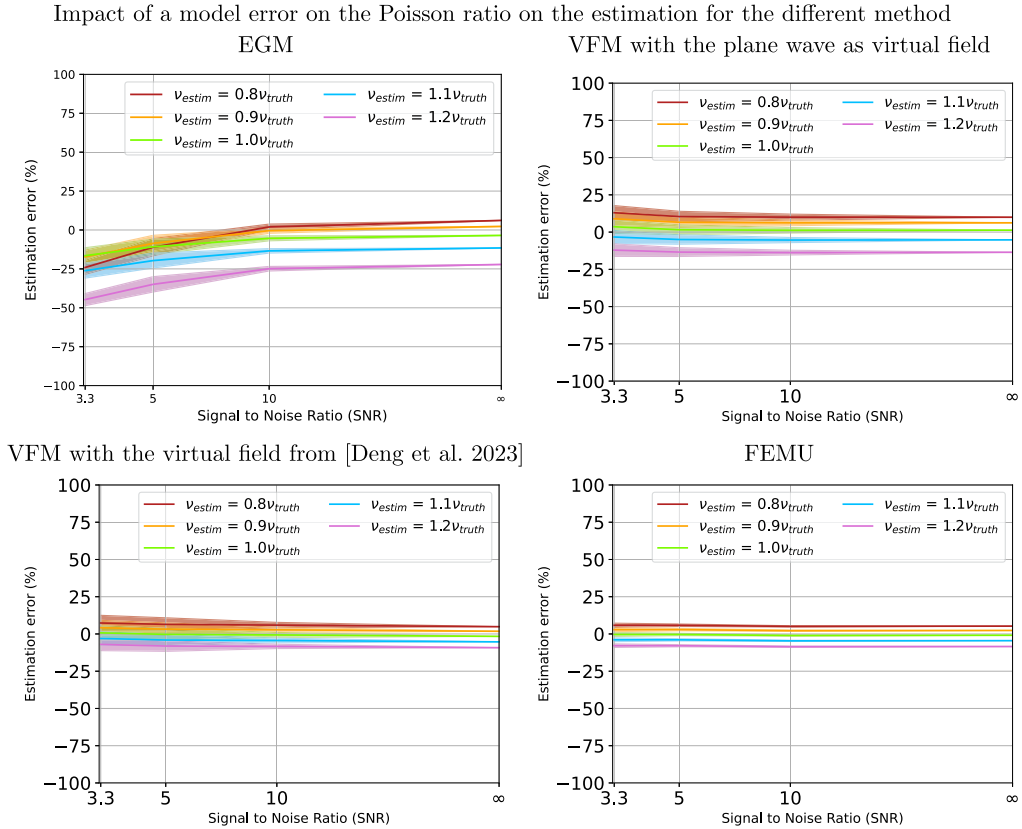 Impact of a model error on the Poisson ratio on the estimation for the different method
EGM
100
75
50
25
0
−25
−50
−75
−100
Estimation error (%)
ν_estim = 0.8ν_truth
ν_estim = 0.9ν_truth
ν_estim = 1.0ν_truth
ν_estim = 1.1ν_truth
ν_estim = 1.2ν_truth
3.3 5 10 ∞
Signal to Noise Ratio (SNR)
VFM with the plane wave as virtual field
100
75
50
25
0
−25
−50
−75
−100
Estimation error (%)
ν_estim = 0.8ν_truth
ν_estim = 0.9ν_truth
ν_estim = 1.0ν_truth
ν_estim = 1.1ν_truth
ν_estim = 1.2ν_truth
3.3 5 10 ∞
Signal to Noise Ratio (SNR)
VFM with the virtual field from [Deng et al. 2023]
100
75
50
25
0
−25
−50
−75
−100
Estimation error (%)
ν_estim = 0.8ν_truth
ν_estim = 0.9ν_truth
ν_estim = 1.0ν_truth
ν_estim = 1.1ν_truth
ν_estim = 1.2ν_truth
3.3 5 10 ∞
Signal to Noise Ratio (SNR)
FEMU
100
75
50
25
0
−25
−50
−75
−100
Estimation error (%)
ν_estim = 0.8ν_truth
ν_estim = 0.9ν_truth
ν_estim = 1.0ν_truth
ν_estim = 1.1ν_truth
ν_estim = 1.2ν_truth
3.3 5 10 ∞
Signal to Noise Ratio (SNR)